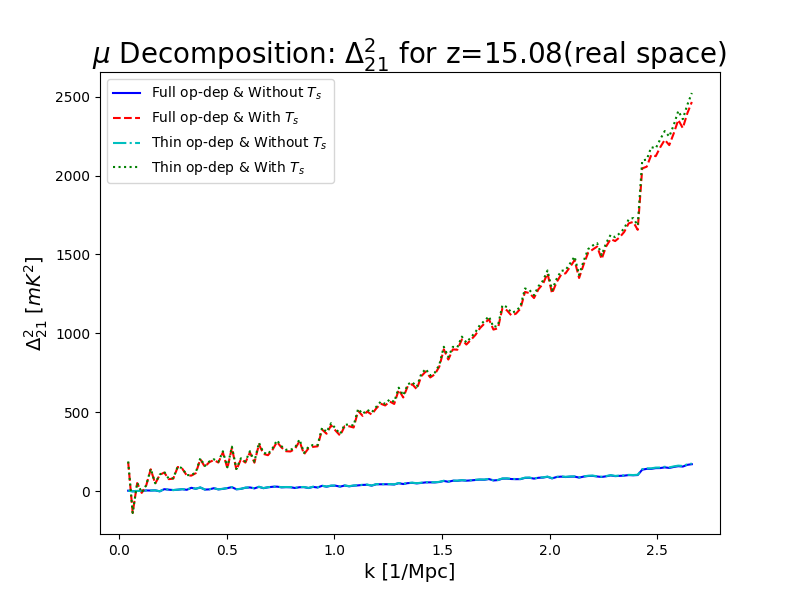 μ Decomposition: Δ²₂₁ for z=15.08(real space)
Full op-dep & Without Tₛ
Full op-dep & With Tₛ
Thin op-dep & Without Tₛ
Thin op-dep & With Tₛ
Δ²₂₁ [mK²]
2500
2000
1500
1000
500
0
0.0 0.5 1.0 1.5 2.0 2.5
k [1/Mpc]